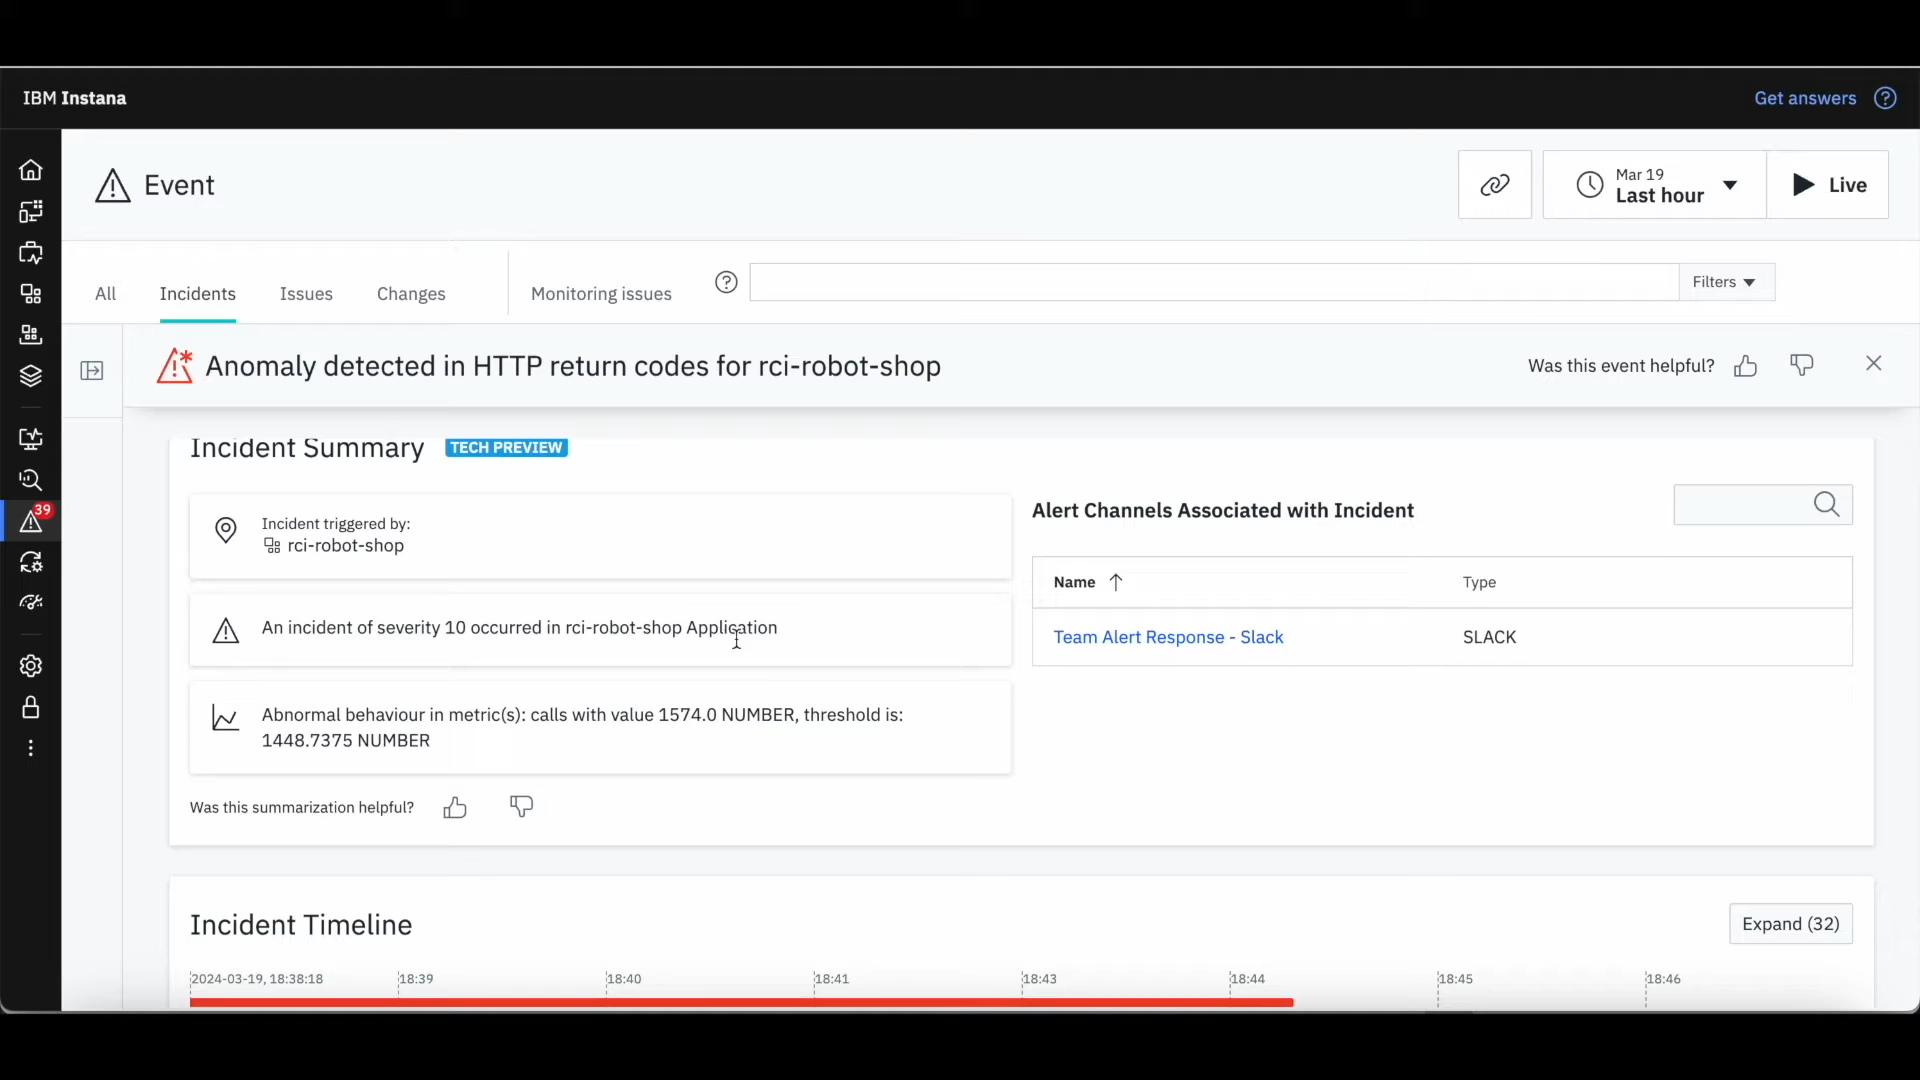 IBM Instana
Get answers
Event
Mar 19
Last hour
Live
All
Incidents
Issues
Changes
Monitoring issues
Filters
Anomaly detected in HTTP return codes for rci-robot-shop
Was this event helpful?
Incident Summary
TECH PREVIEW
Incident triggered by:
rci-robot-shop
An incident of severity 10 occurred in rci-robot-shop Application
Abnormal behaviour in metric(s): calls with value 1574.0 NUMBER, threshold is:
1448.7375 NUMBER
Was this summarization helpful?
Alert Channels Associated with Incident
Name
Type
Team Alert Response - Slack
SLACK
39
Incident Timeline
Expand (32)
2024-03-19, 18:38:18
18:39
18:40
18:41
18:43
18:44
18:45
18:46